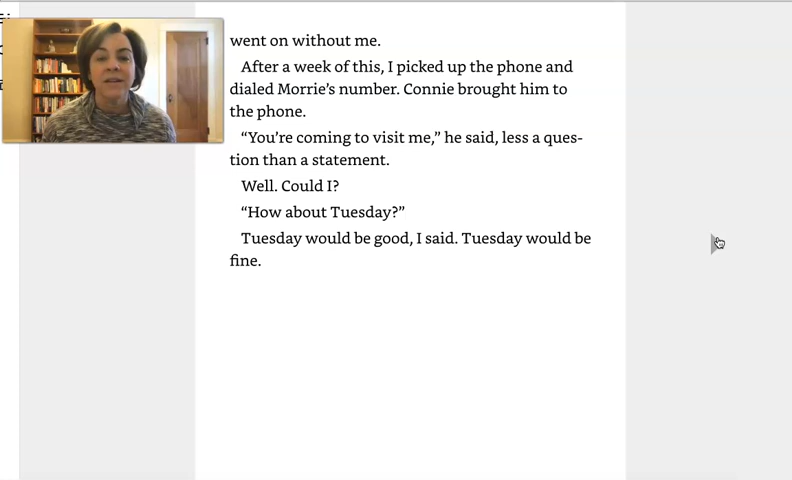 went on without me.
After a week of this, I picked up the phone and
dialed Morrie’s number. Connie brought him to
the phone.
“You’re coming to visit me,” he said, less a ques-
tion than a statement.
Well. Could I?
“How about Tuesday?”
Tuesday would be good, I said. Tuesday would be
fine.